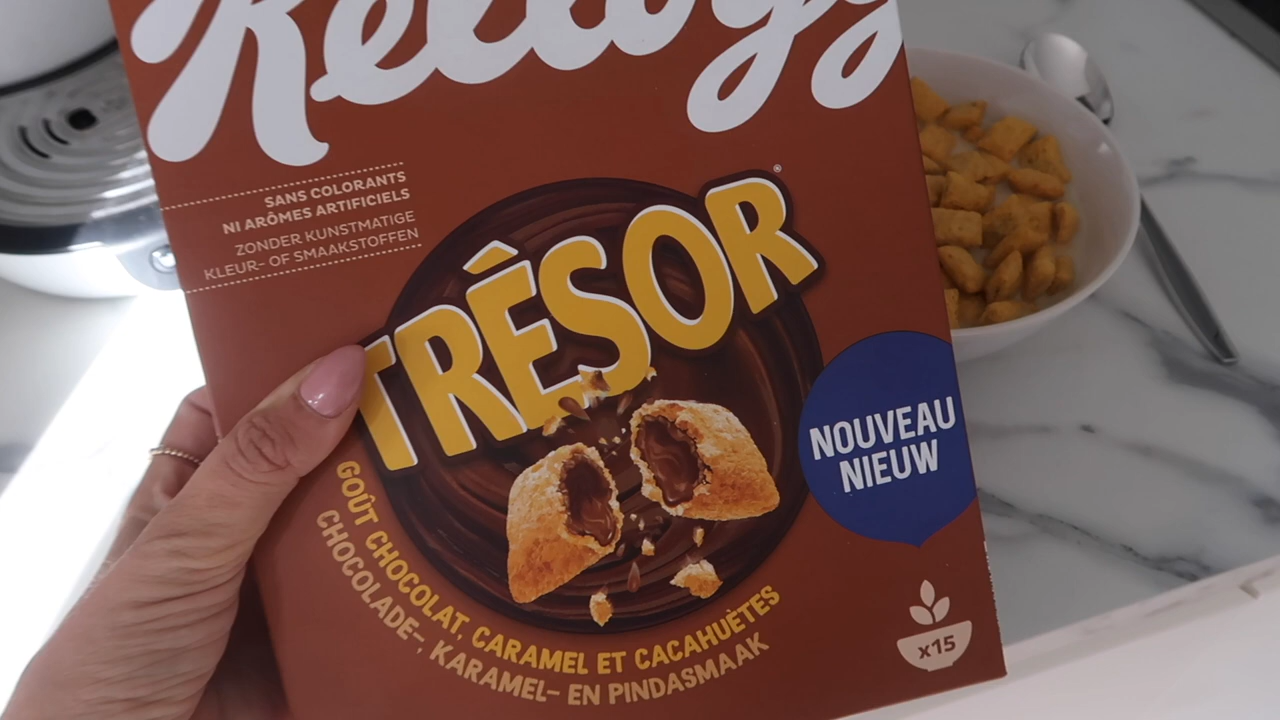 Kellogg
SANS COLORANTS
NI ARÔMES ARTIFICIELS
ZONDER KUNSTMATIGE
KLEUR- OF SMAAKSTOFFEN
TRÉSOR®
NOUVEAU
NIEUW
GOÛT CHOCOLAT, CARAMEL ET CACAHUÈTES
CHOCOLADE-, KARAMEL- EN PINDASMAAK
x15